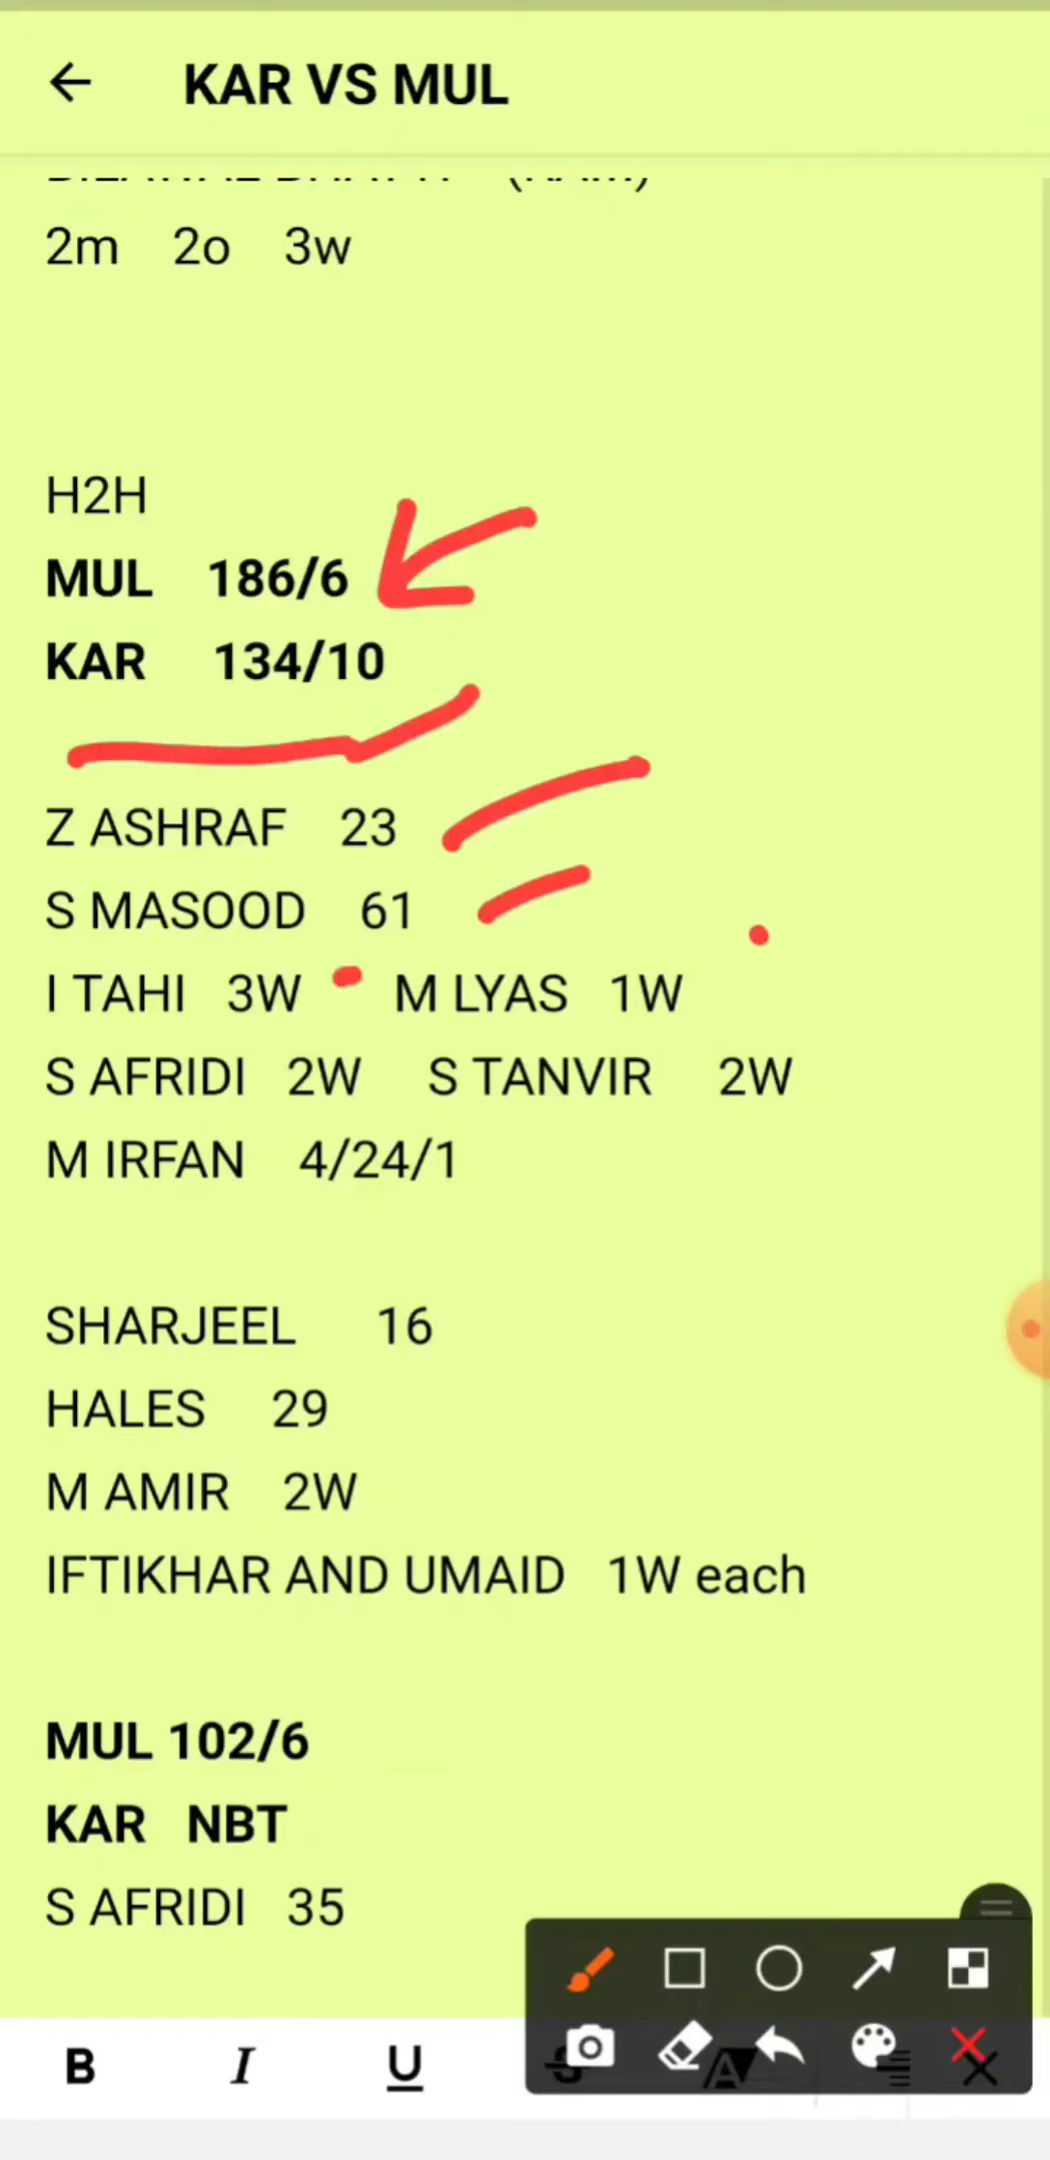 KAR VS MUL
2m 2o 3w
H2H
MUL 186/6
KAR 134/10
Z ASHRAF 23
S MASOOD 61
I TAHI 3W M LYAS 1W
S AFRIDI 2W S TANVIR 2W
M IRFAN 4/24/1
SHARJEEL 16
HALES 29
M AMIR 2W
IFTIKHAR AND UMAID 1W each
MUL 102/6
KAR NBT
S AFRIDI 35
B I U S A